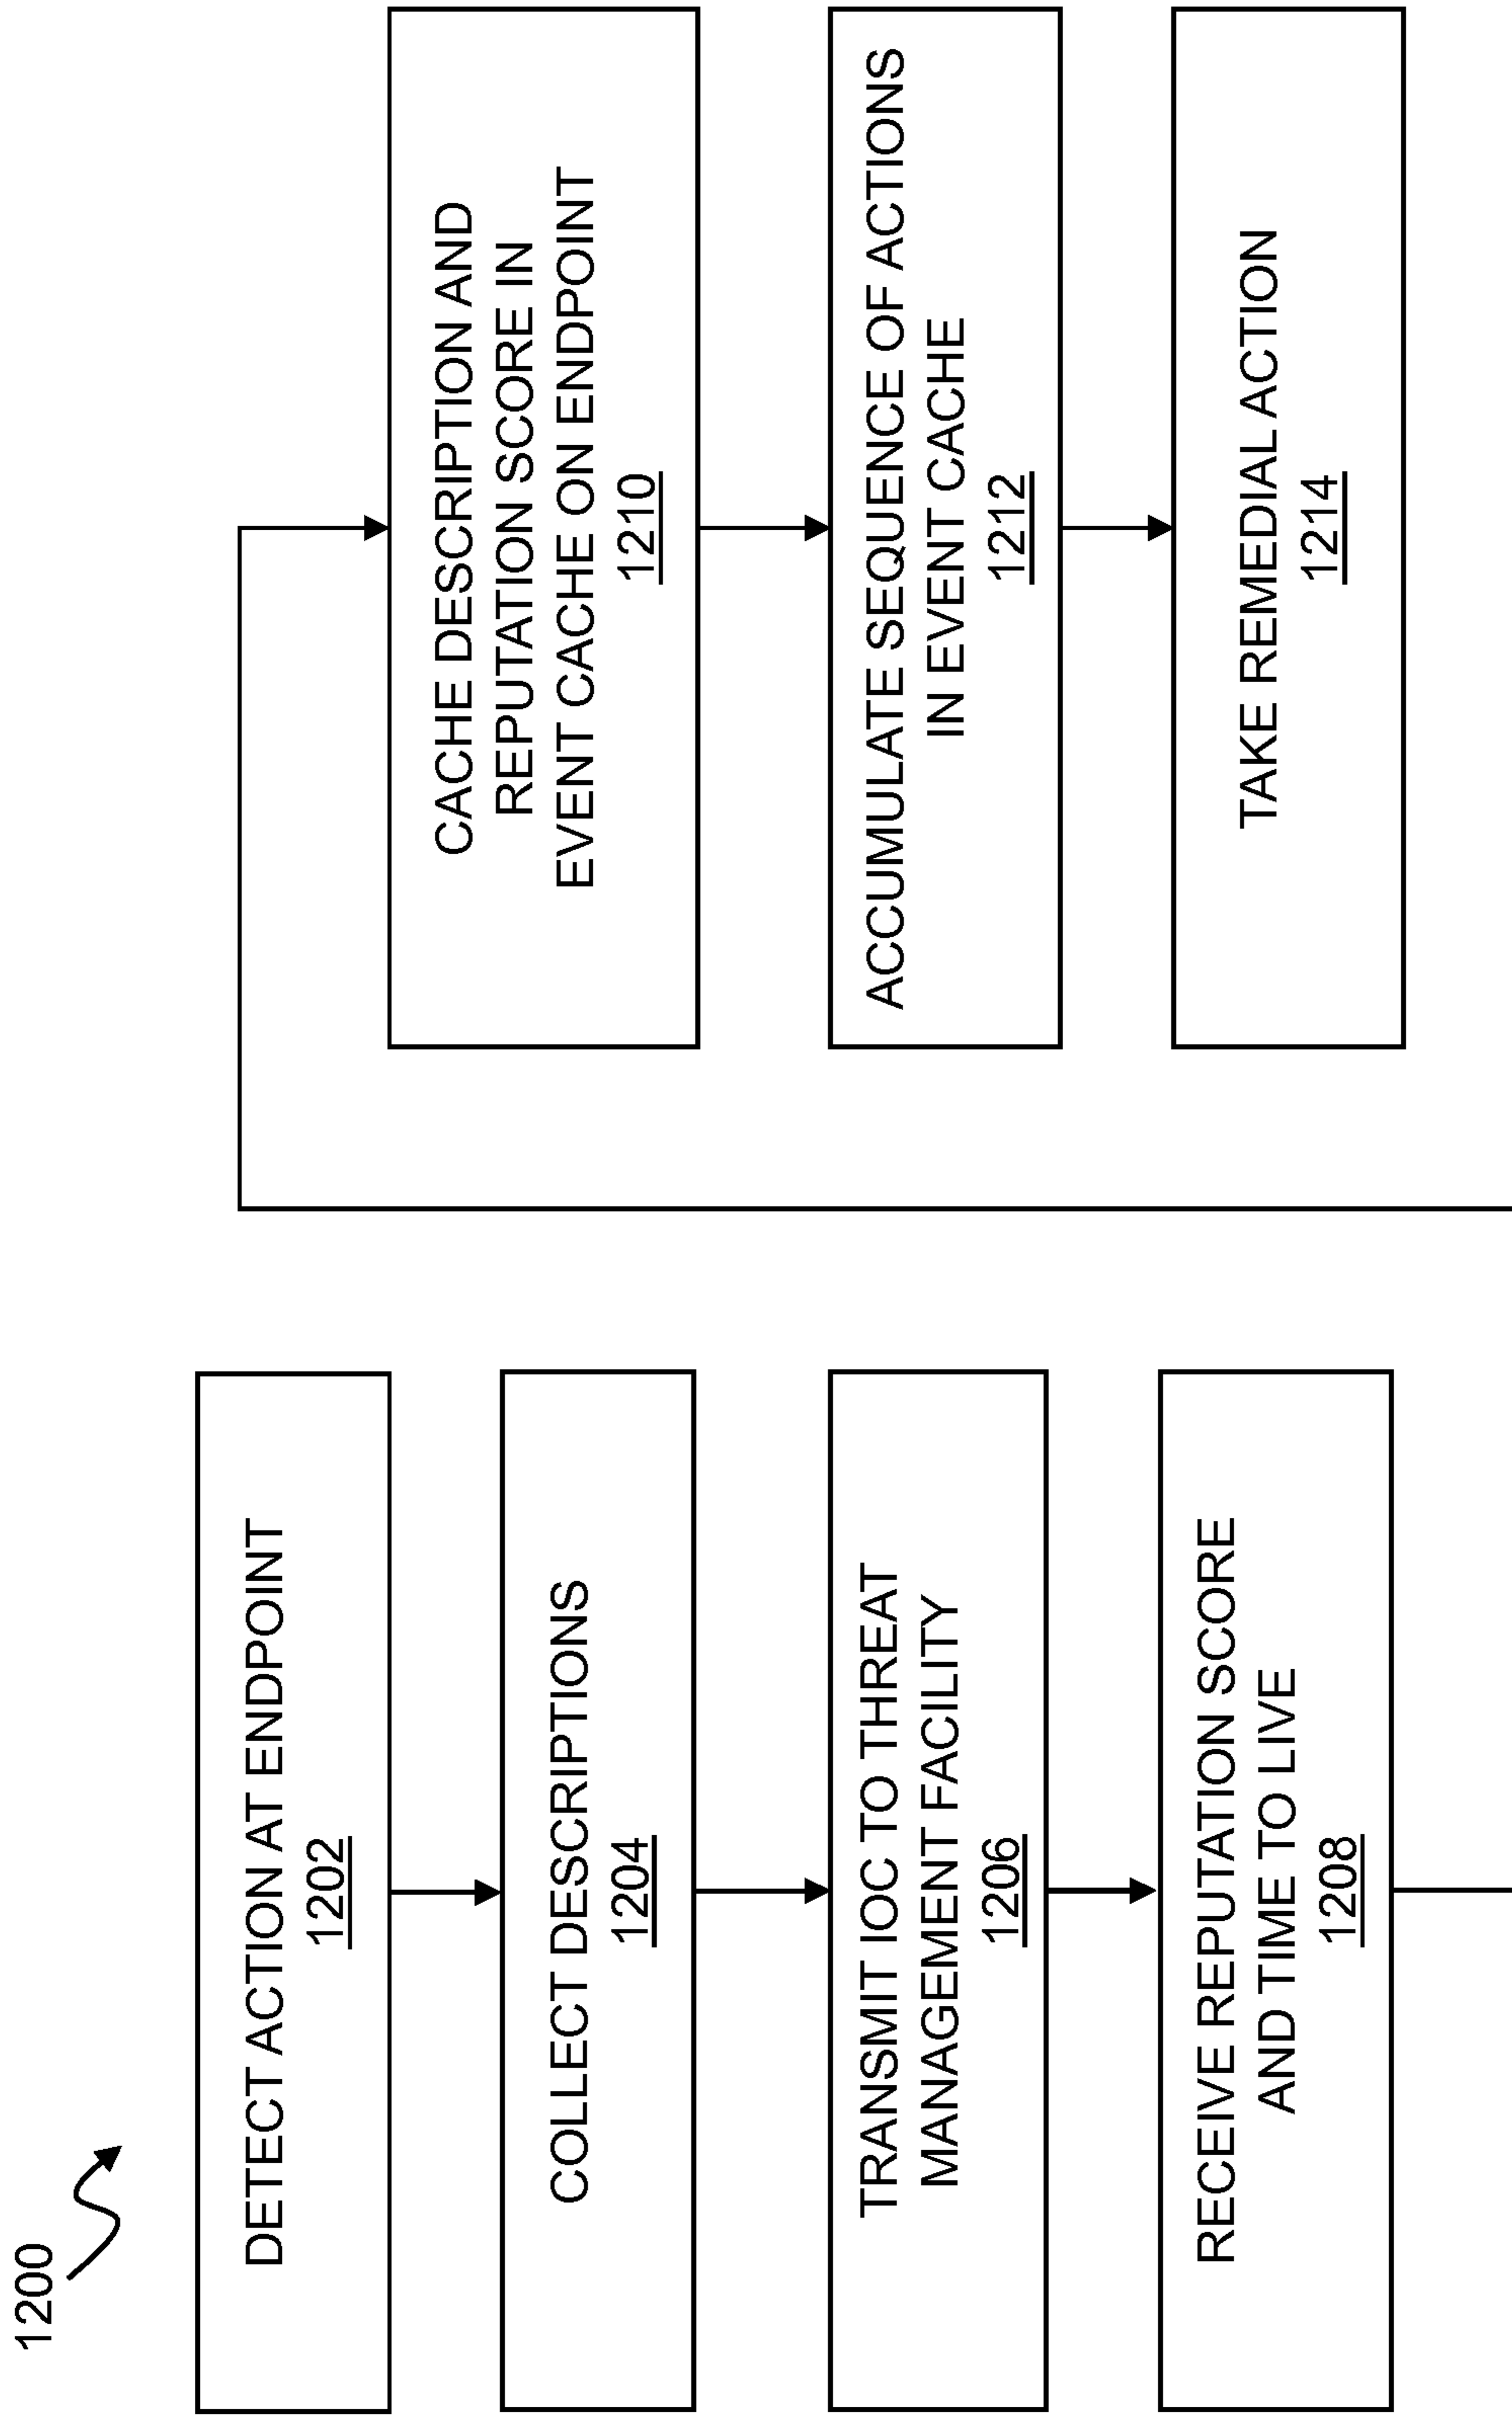 1200
DETECT ACTION AT ENDPOINT
1202
COLLECT DESCRIPTIONS
1204
TRANSMIT IOC TO THREAT
MANAGEMENT FACILITY
1206
RECEIVE REPUTATION SCORE
AND TIME TO LIVE
1208
CACHE DESCRIPTION AND
REPUTATION SCORE IN
EVENT CACHE ON ENDPOINT
1210
ACCUMULATE SEQUENCE OF ACTIONS
IN EVENT CACHE
1212
TAKE REMEDIAL ACTION
1214